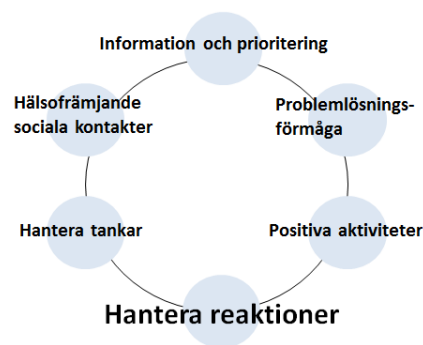 Information och prioritering
Hälsofrämjande
sociala kontakter
Problemlösnings-
förmåga
Hantera tankar
Positiva aktiviteter
Hantera reaktioner